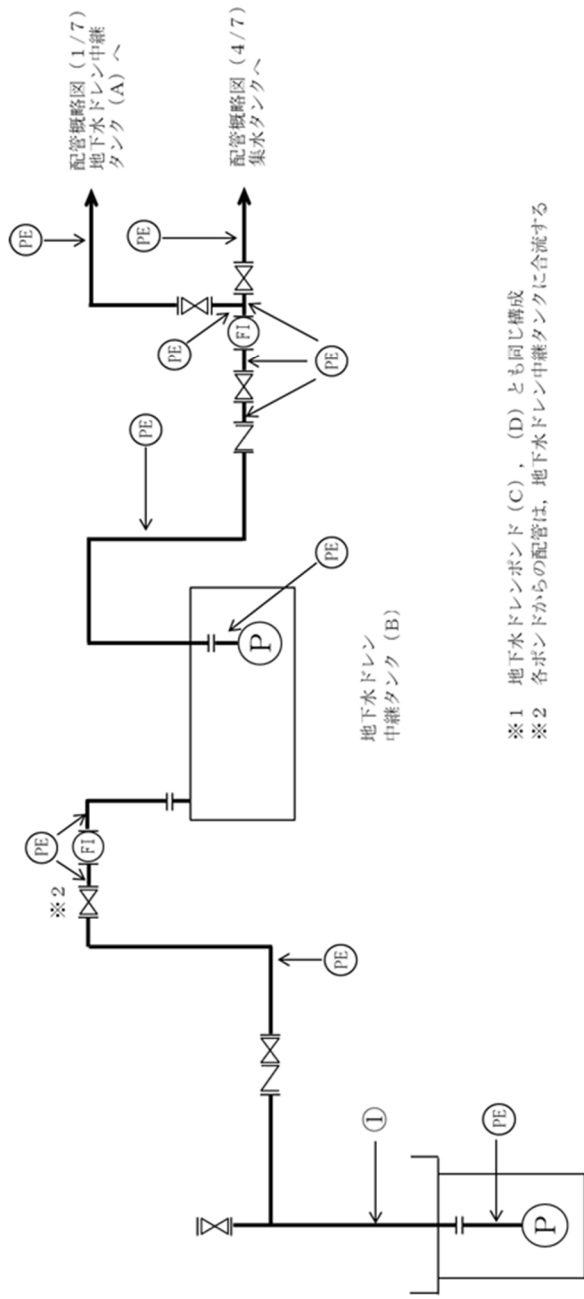 PE
配管概略図（1/7）
地下水ドレン中継
タンク（A）へ
PE
※2
FI
PE
PE
PE
配管概略図（4/7）
集水タンクへ
FI
P
PE
PE
PE
①
地下水ドレン
中継タンク（B）
PE
P
※1　地下水ドレンポンド（C），（D）とも同じ構成
※2　各ポンドからの配管は，地下水ドレン中継タンクに合流する